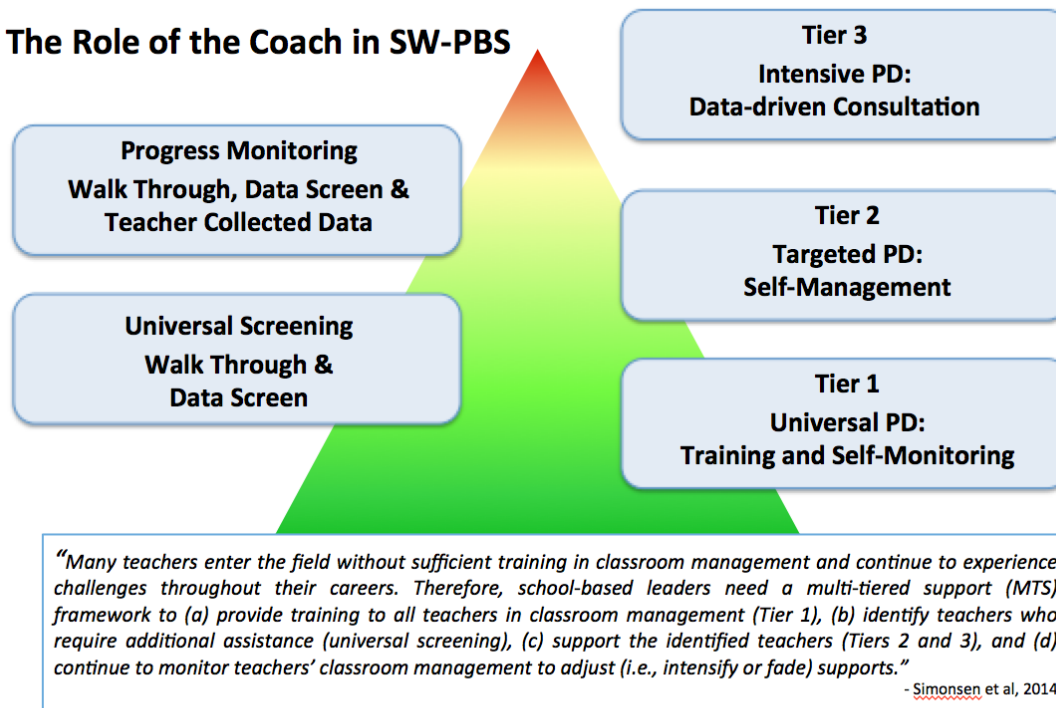 The Role of the Coach in SW-PBS
Progress Monitoring
Walk Through, Data Screen &
Teacher Collected Data
Universal Screening
Walk Through &
Data Screen
Tier 3
Intensive PD:
Data-driven Consultation
Tier 2
Targeted PD:
Self-Management
Tier 1
Universal PD:
Training and Self-Monitoring
“Many teachers enter the field without sufficient training in classroom management and continue to experience
challenges throughout their careers. Therefore, school-based leaders need a multi-tiered support (MTS)
framework to (a) provide training to all teachers in classroom management (Tier 1), (b) identify teachers who
require additional assistance (universal screening), (c) support the identified teachers (Tiers 2 and 3), and (d)
continue to monitor teachers’ classroom management to adjust (i.e., intensify or fade) supports.”
- Simonsen et al, 2014